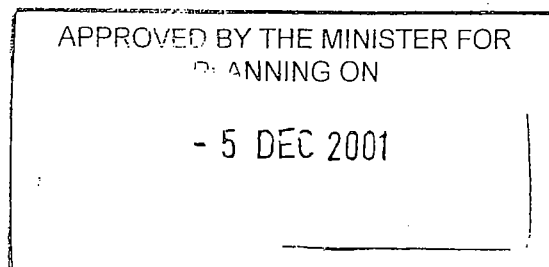 APPROVED BY THE MINISTER FOR
PLANNING ON
- 5 DEC 2001